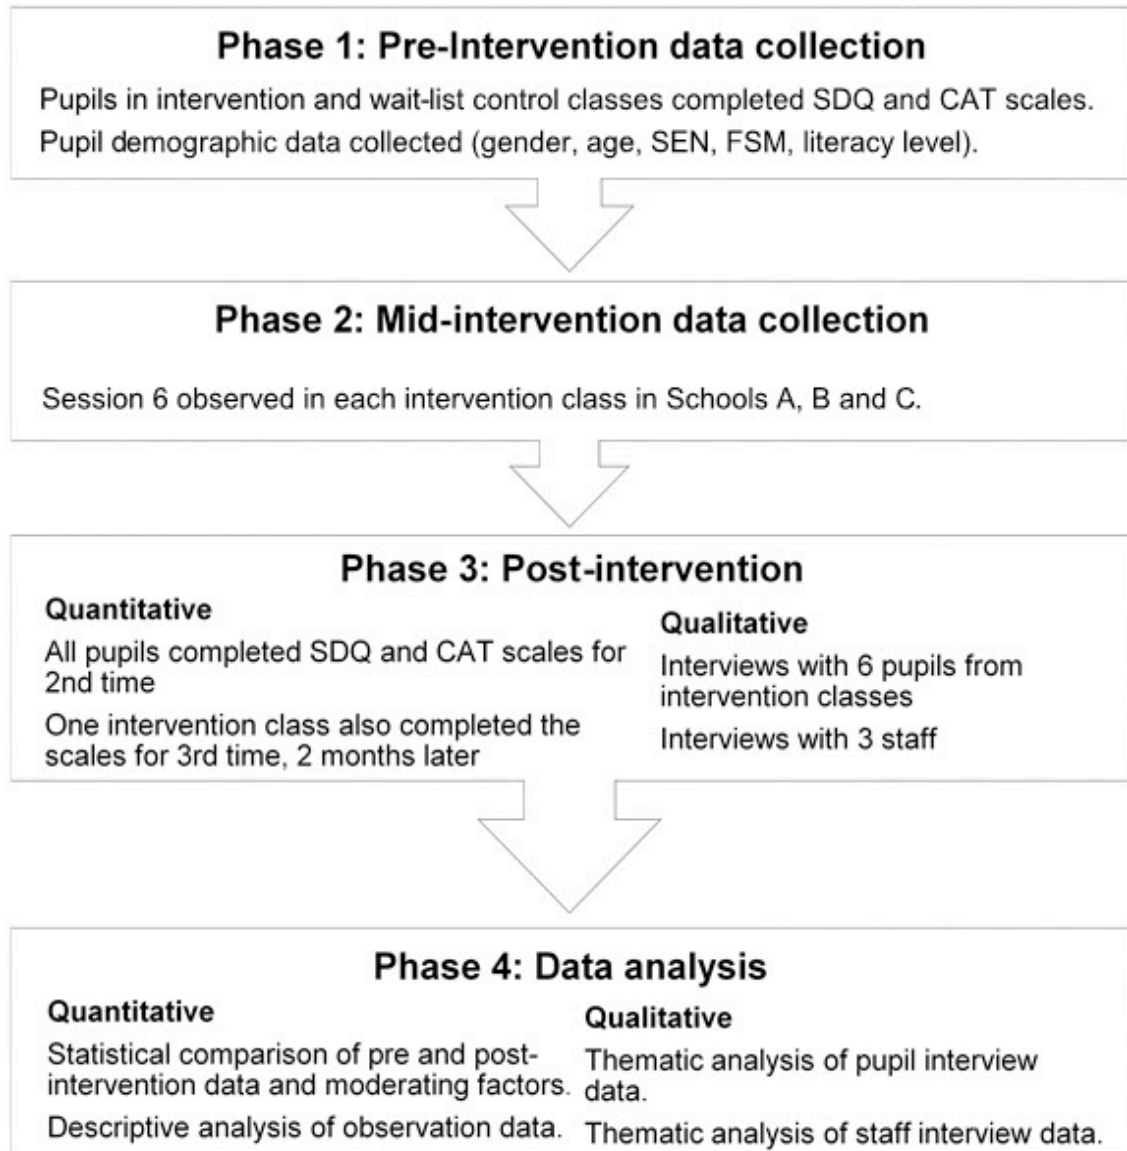 Phase 1: Pre-Intervention data collection
Pupils in intervention and wait-list control classes completed SDQ and CAT scales.
Pupil demographic data collected (gender, age, SEN, FSM, literacy level).
Phase 2: Mid-intervention data collection
Session 6 observed in each intervention class in Schools A, B and C.
Phase 3: Post-intervention
Quantitative
All pupils completed SDQ and CAT scales for
2nd time
One intervention class also completed the
scales for 3rd time, 2 months later
Qualitative
Interviews with 6 pupils from
intervention classes
Interviews with 3 staff
Phase 4: Data analysis
Quantitative
Statistical comparison of pre and post-
intervention data and moderating factors.
Descriptive analysis of observation data.
Qualitative
Thematic analysis of pupil interview
data.
Thematic analysis of staff interview data.